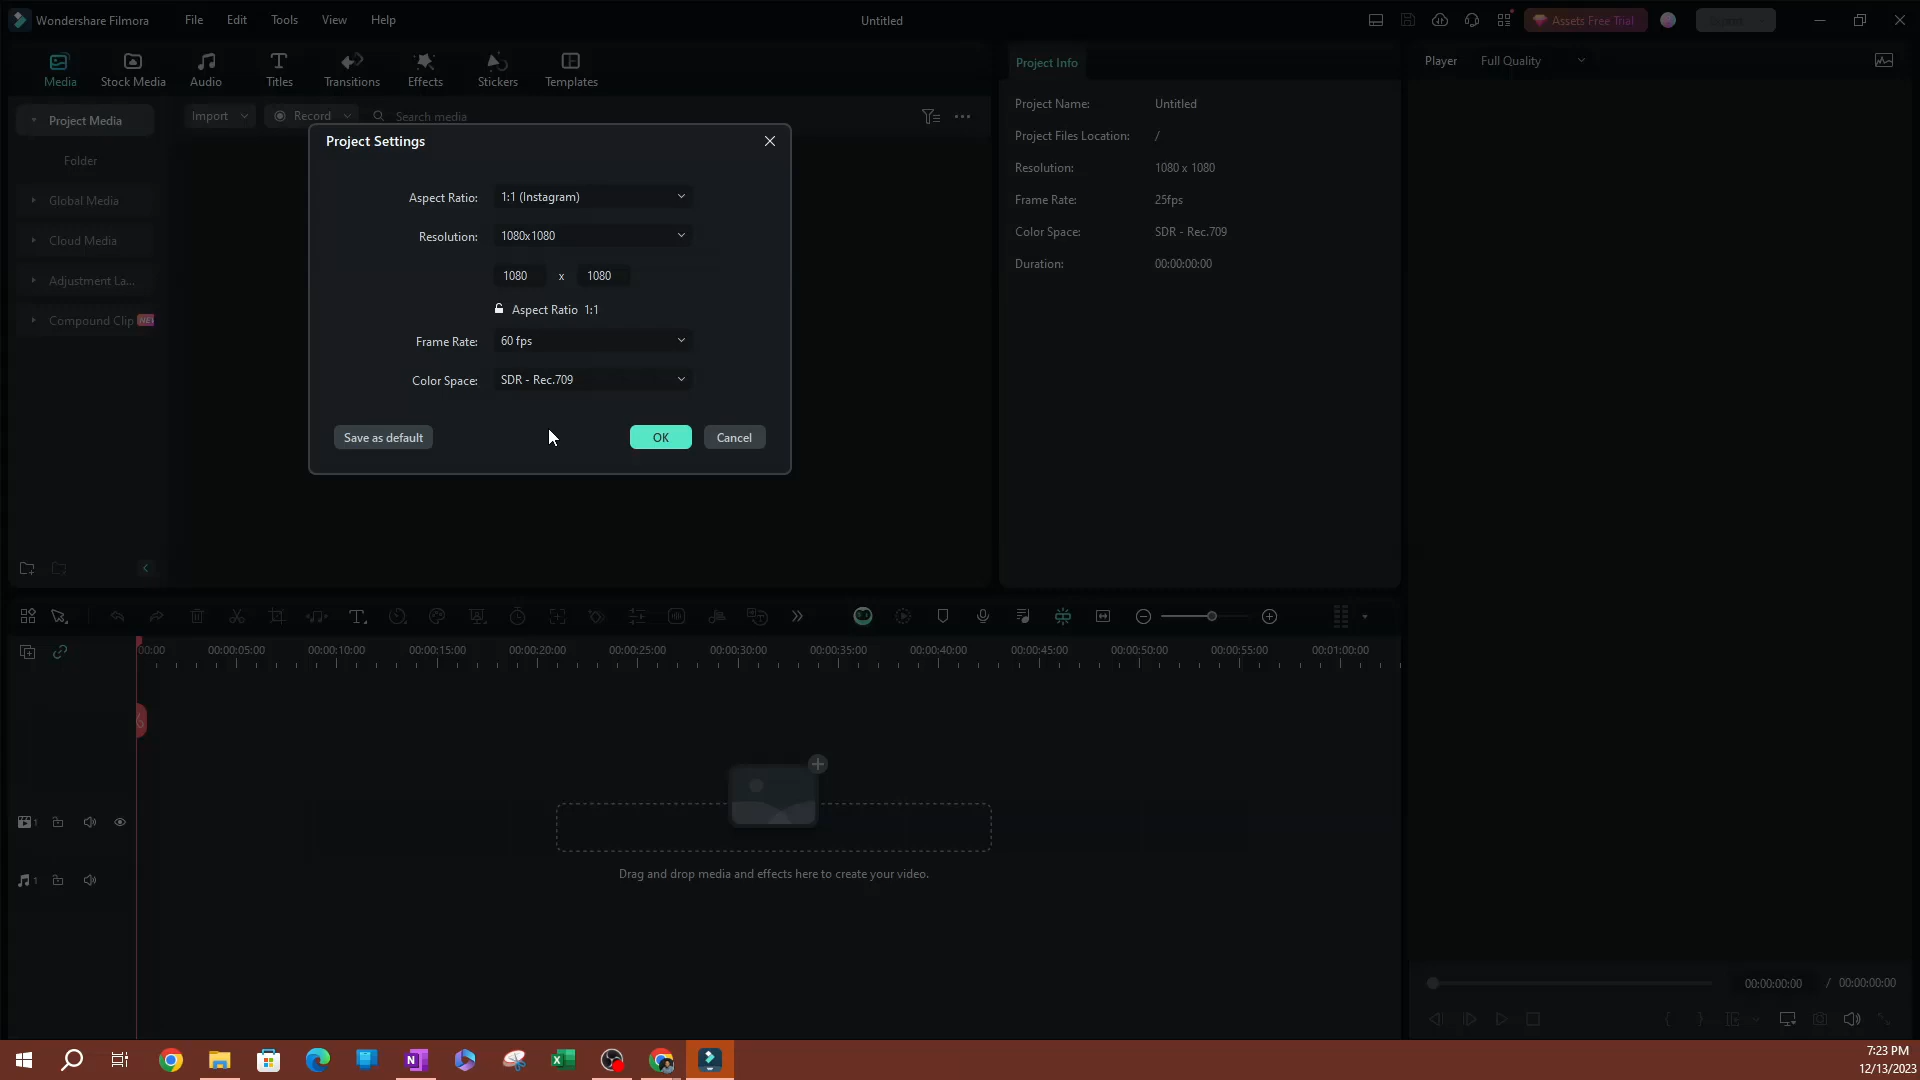 Wondershare Filmora File Edit Tools View Help Untitled Assets Free Trial Export
Media Stock Media Audio Titles Transitions Effects Stickers Templates
Project Info
Player Full Quality
Project Media
Import Record Search media
Folder
Global Media
Cloud Media
Adjustment La...
Compound Clip NEW
Project Settings
Aspect Ratio: 1:1 (Instagram)
Resolution: 1080x1080
1080 x 1080
Aspect Ratio 1:1
Frame Rate: 60 fps
Color Space: SDR - Rec.709
Save as default OK Cancel
Project Name: Untitled
Project Files Location: /
Resolution: 1080 x 1080
Frame Rate: 25fps
Color Space: SDR - Rec.709
Duration: 00:00:00:00
00:00 00:00:05:00 00:00:10:00 00:00:15:00 00:00:20:00 00:00:25:00 00:00:30:00 00:00:35:00 00:00:40:00 00:00:45:00 00:00:50:00 00:00:55:00 00:01:00:00
1
1
Drag and drop media and effects here to create your video.
00:00:00:00 / 00:00:00:00
7:23 PM
12/13/2023